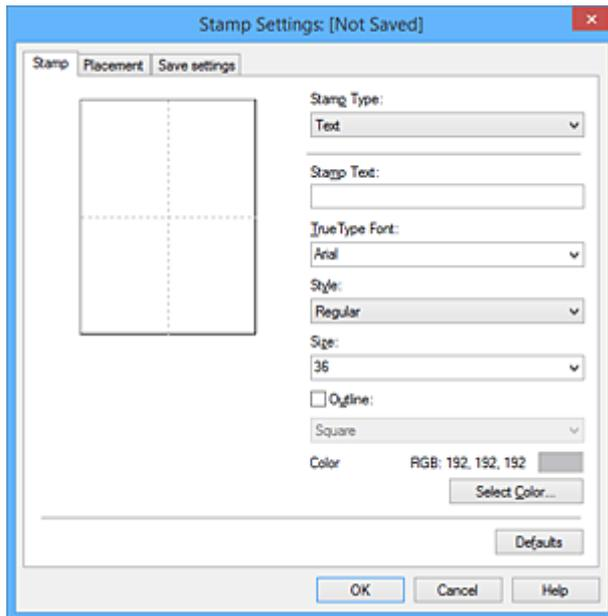 Stamp Settings: [Not Saved]
Stamp Placement Save settings
Stamp Type:
Text
Stamp Text:
TrueType Font:
Arial
Style:
Regular
Size:
36
Outline:
Square
Color RGB: 192, 192, 192
Select Color...
Defaults
OK Cancel Help